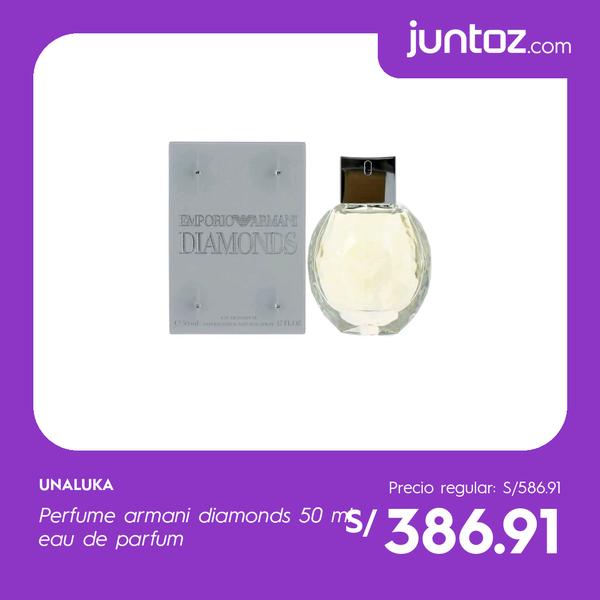 juntoz.com
EMPORIO ARMANI
DIAMONDS
UNALUKA
Perfume armani diamonds 50 ml
eau de parfum
Precio regular: S/586.91
S/ 386.91